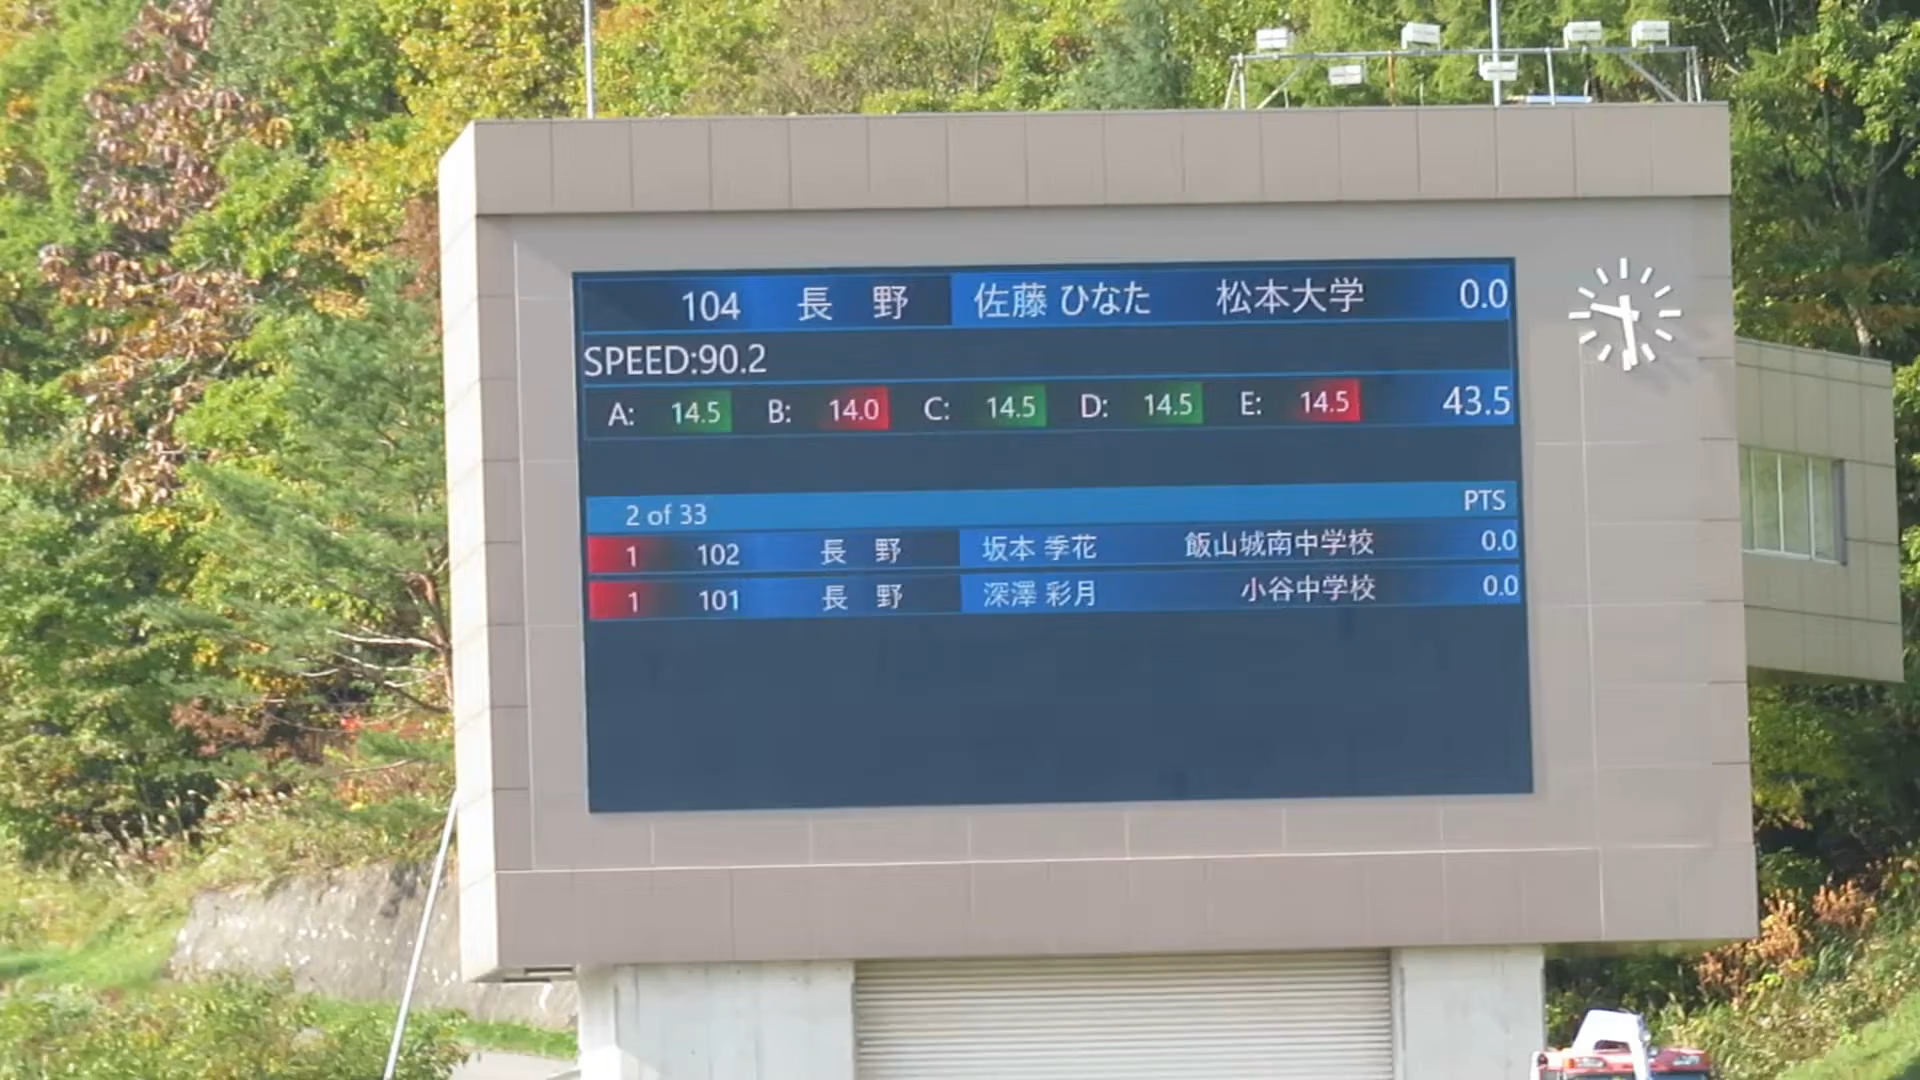 104 長 野 佐藤 ひなた 松本大学 0.0
SPEED:90.2
A: 14.5 B: 14.0 C: 14.5 D: 14.5 E: 14.5 43.5
2 of 33 PTS
1 102 長 野 坂本 季花 飯山城南中学校 0.0
1 101 長 野 深澤 彩月 小谷中学校 0.0